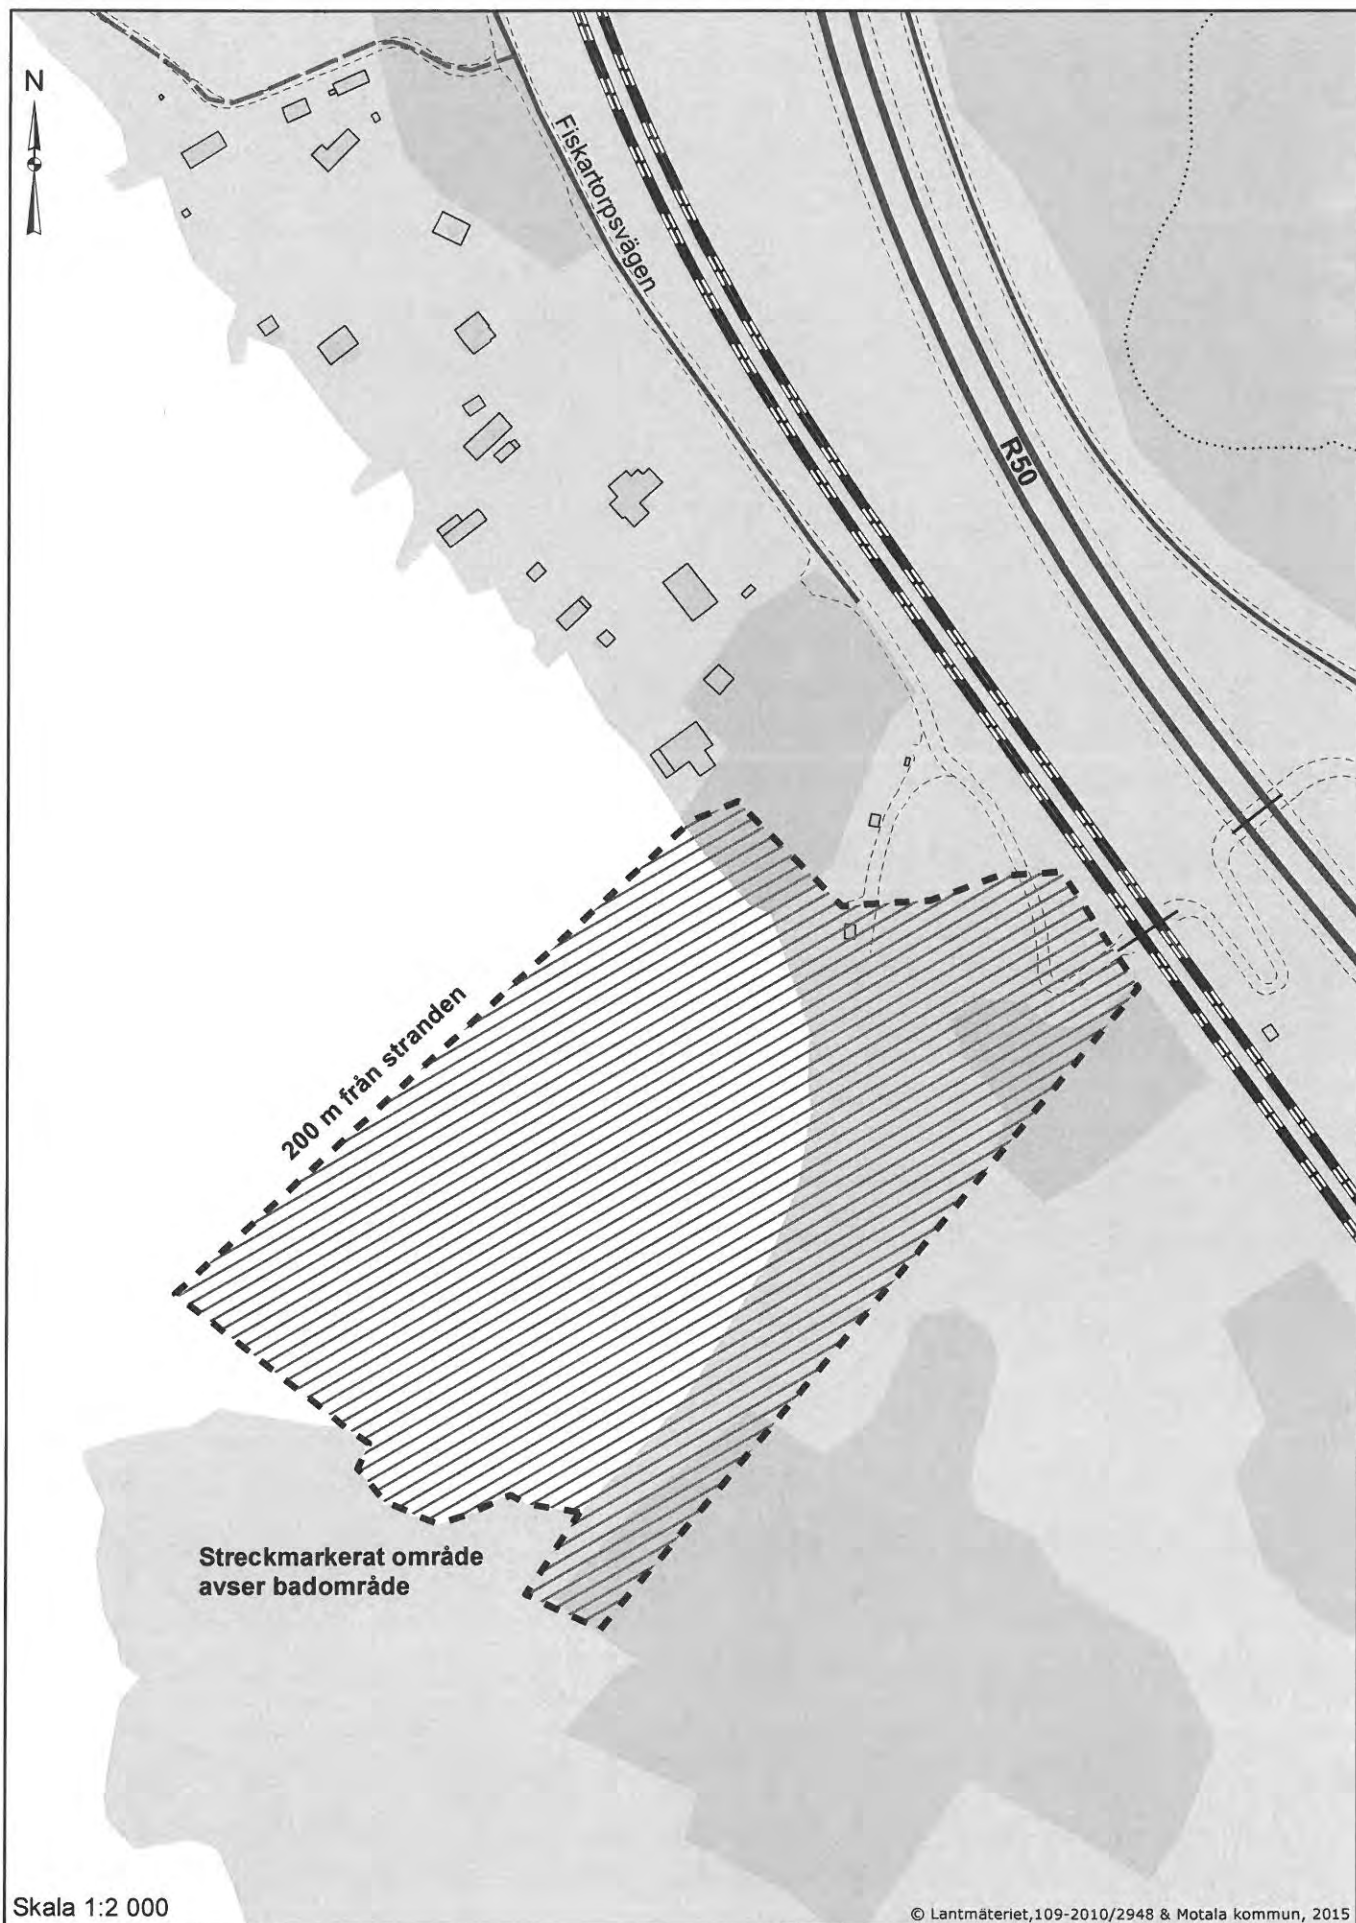 N
Fiskartorpsvägen
R50
200 m från stranden
Streckmarkerat område
avser badområde
Skala 1:2 000
© Lantmäteriet,109-2010/2948 & Motala kommun, 2015